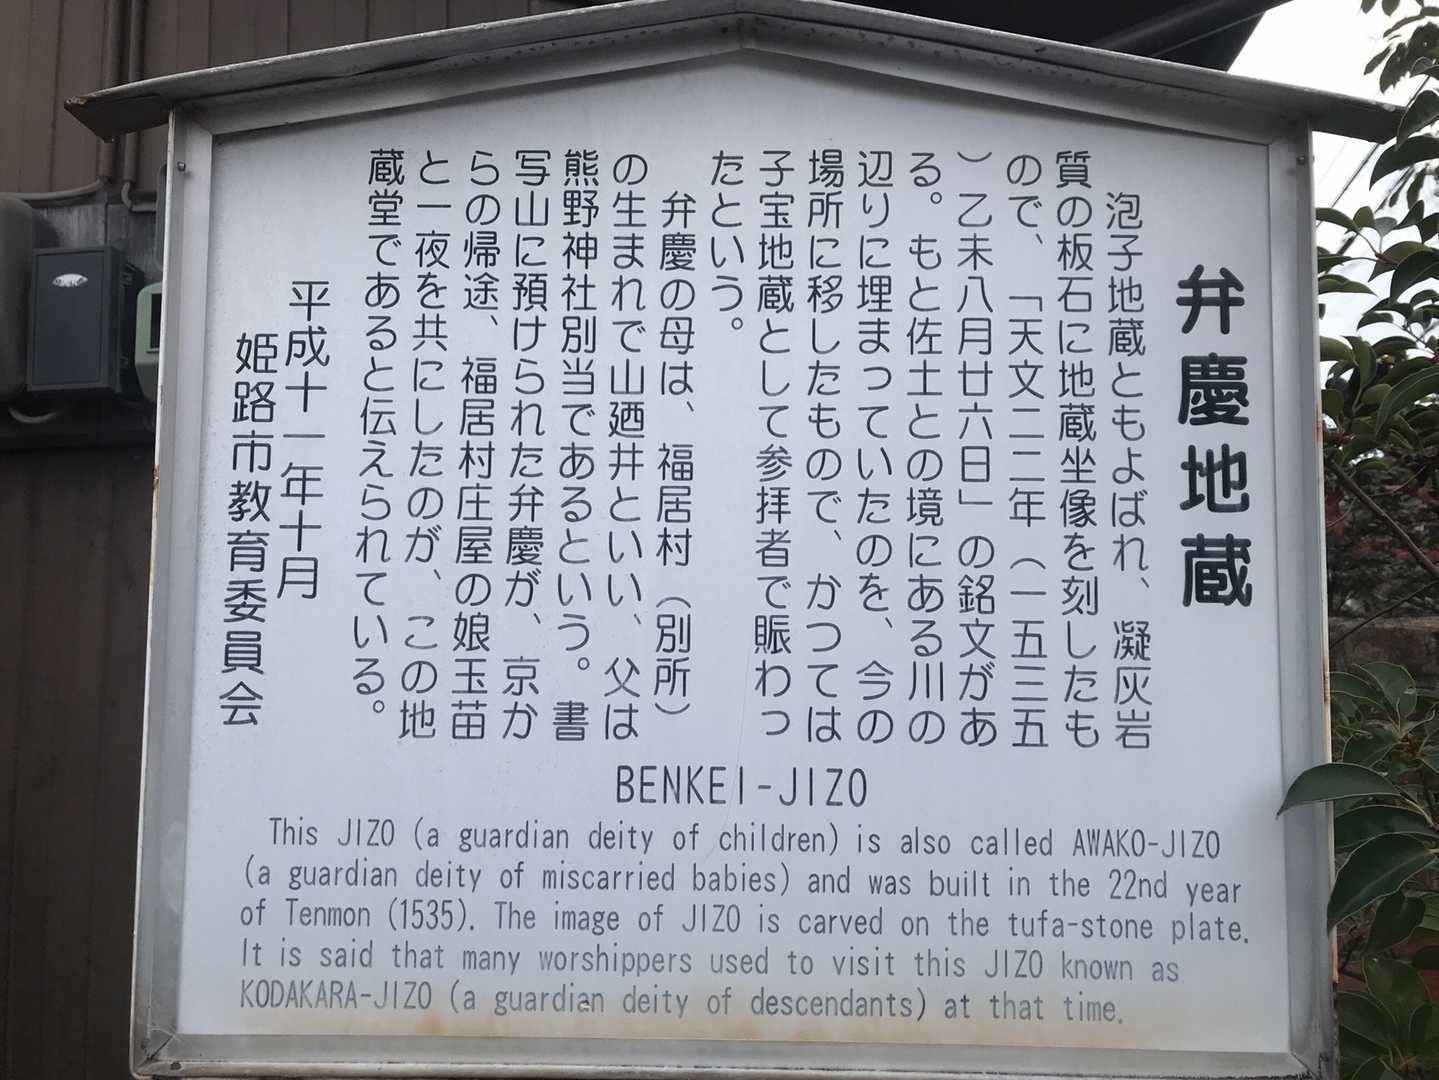 弁慶地蔵
泡子地蔵ともよばれ、凝灰岩
質の板石に地蔵坐像を刻したも
ので、「天文二二年(一五三五
)乙未八月廿六日」の銘文があ
る。もと佐土との境にある川の
辺りに埋まっていたのを、今の
場所に移したもので、かつては
子宝地蔵として参拝者で賑わっ
たという。
弁慶の母は、福居村(別所)
の生まれで山廼井といい、父は
熊野神社別当であるという。書
写山に預けられた弁慶が、京か
らの帰途、福居村庄屋の娘玉苗
と一夜を共にしたのが、この地
蔵堂であると伝えられている。
平成十一年十月
姫路市教育委員会
BENKEI-JIZO
This JIZO (a guardian deity of children) is also called AWAKO-JIZO
(a guardian deity of miscarried babies) and was built in the 22nd year
of Tenmon (1535). The image of JIZO is carved on the tufa-stone plate.
It is said that many worshippers used to visit this JIZO known as
KODAKARA-JIZO (a guardian deity of descendants) at that time.